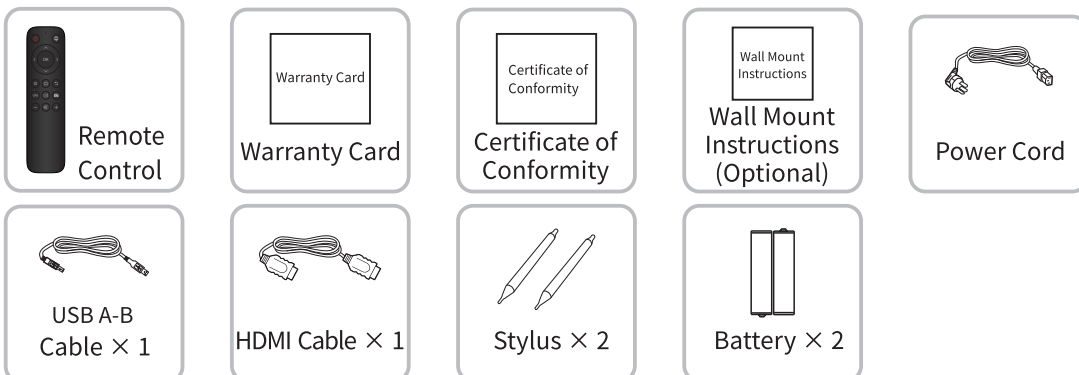 OK
Remote
Control
Warranty Card
Warranty Card
Certificate of
Conformity
Certificate of
Conformity
Wall Mount
Instructions
Wall Mount
Instructions
(Optional)
Power Cord
USB A-B
Cable × 1
HDMI Cable × 1
Stylus × 2
Battery × 2